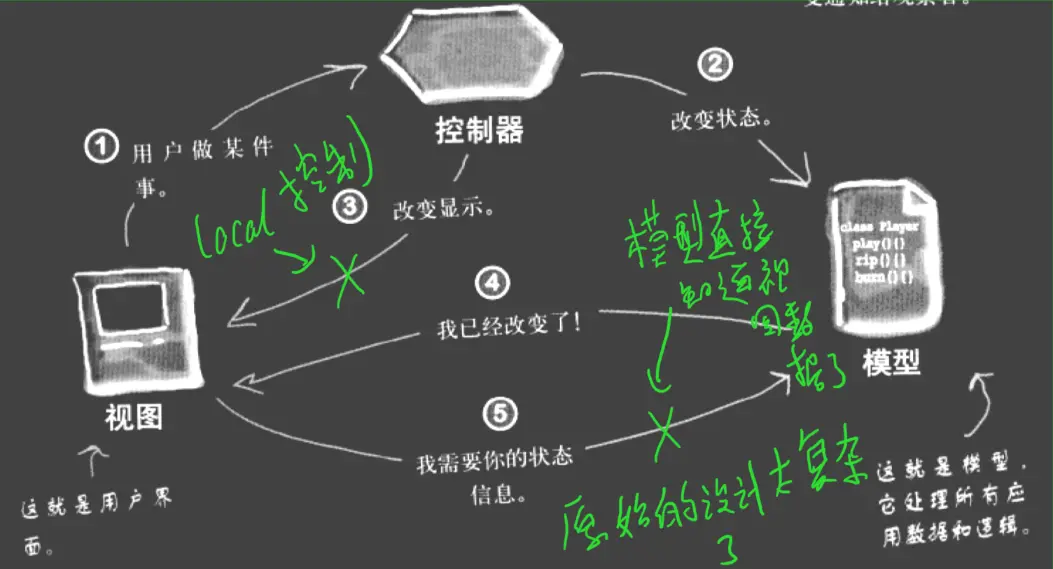 控制器
①
用户做某件
事。
②
改变状态。
local 控制
③
改变显示。
class Player
play(){}
rip(){}
burn(){}
模型
模型直接
知道视
图数
据了
④
我已经改变了！
视图
⑤
我需要你的状态
信息。
这就是用户界
面。
原始的设计太复杂
了
这就是模型，
它处理所有应
用数据和逻辑。